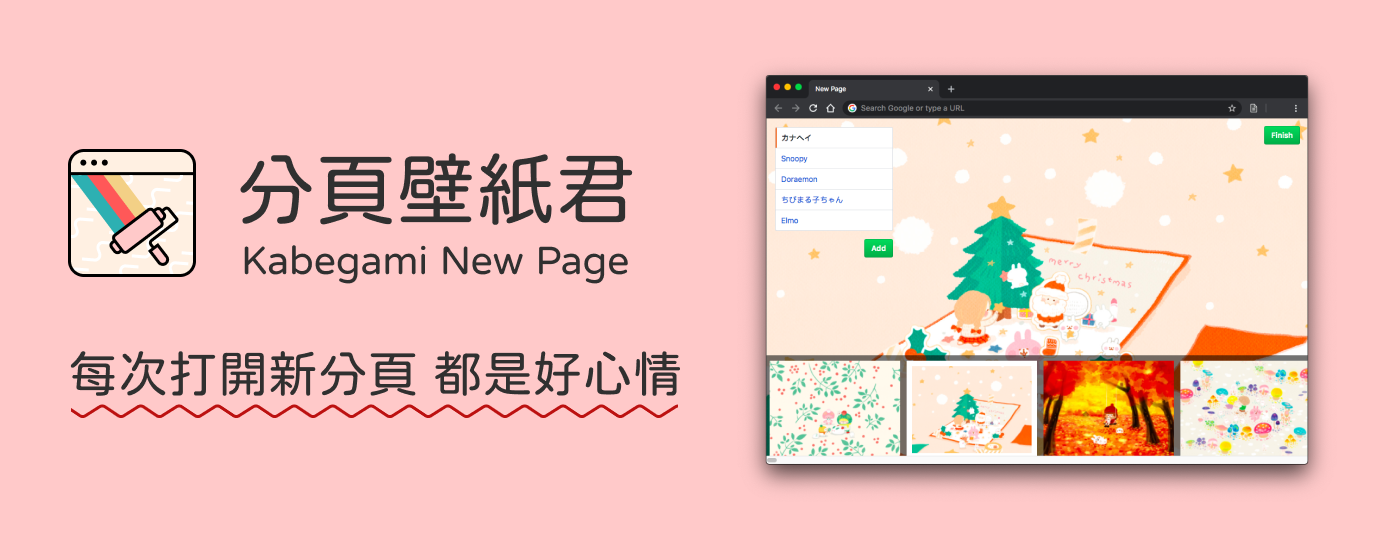 分頁壁紙君
Kabegami New Page
每次打開新分頁 都是好心情
New Page
Search Google or type a URL
カナヘイ
Snoopy
Doraemon
ちびまる子ちゃん
Elmo
Add
Finish
merry
christmas